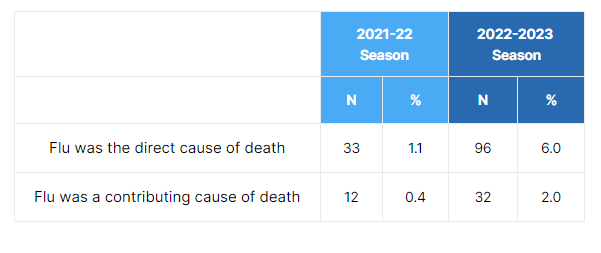 2021-22 2022-2023
Season Season
N % N %
Flu was the direct cause of death 33 1.1 96 6.0
Flu was a contributing cause of death 12 0.4 32 2.0